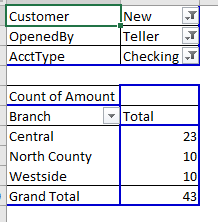 Customer New
OpenedBy Teller
AcctType Checking
Count of Amount
Branch Total
Central 23
North County 10
Westside 10
Grand Total 43